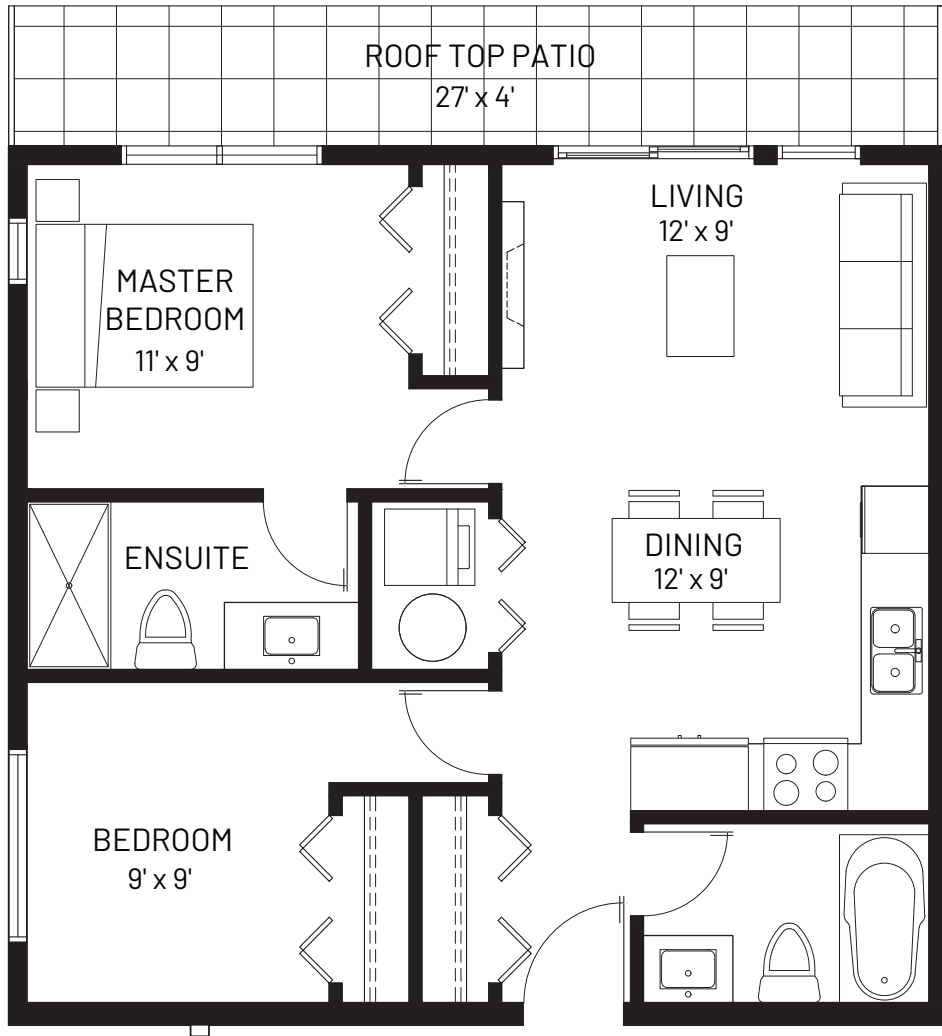 ROOF TOP PATIO
27' x 4'
LIVING
12' x 9'
MASTER
BEDROOM
11' x 9'
ENSUITE
DINING
12' x 9'
BEDROOM
9' x 9'